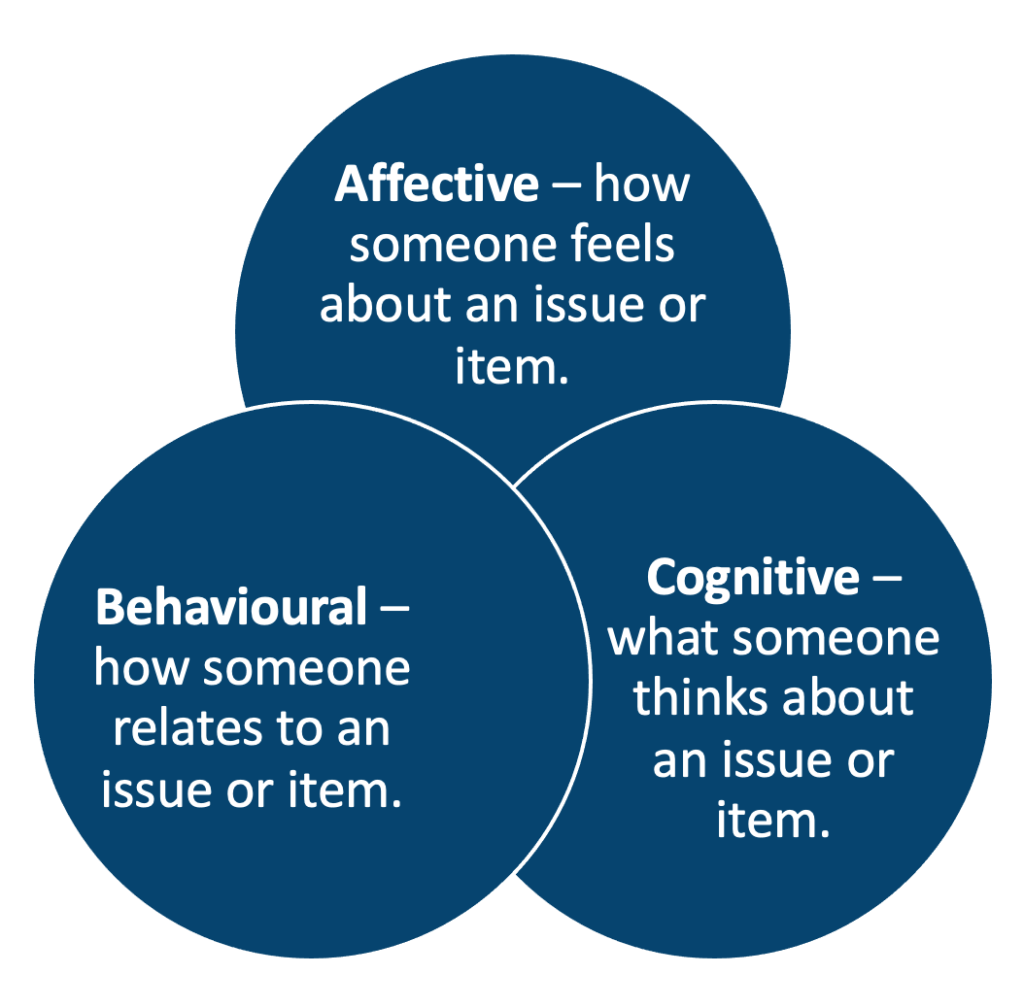 Affective – how
someone feels
about an issue or
item.
Behavioural –
how someone
relates to an
issue or item.
Cognitive –
what someone
thinks about
an issue or
item.